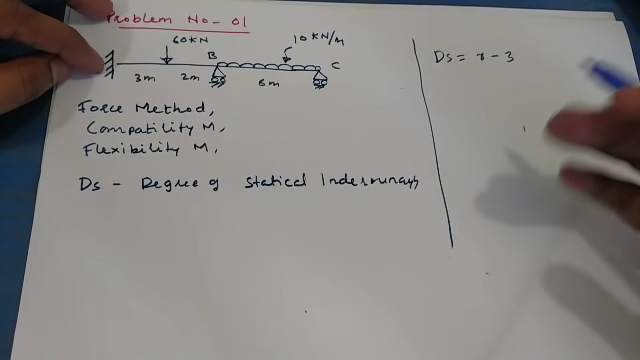 Problem No - 01
60KN
10 KN/M
B
C
3m
2m
6m
Force Method,
Compatility M,
Flexibility M,
Ds - Degree of Statical
Ds = r - 3